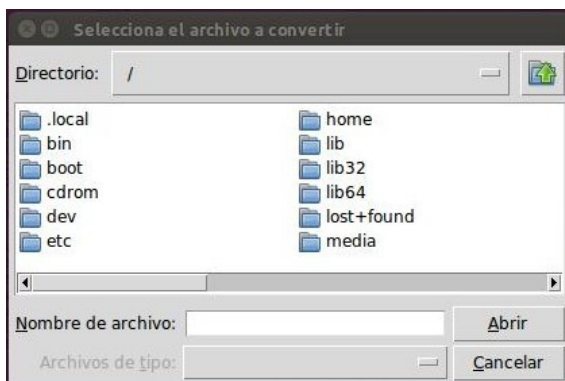 Selecciona el archivo a convertir
Directorio: /
.local
bin
boot
cdrom
dev
etc
home
lib
lib32
lib64
lost+found
media
Nombre de archivo: Abrir
Archivos de tipo: Cancelar